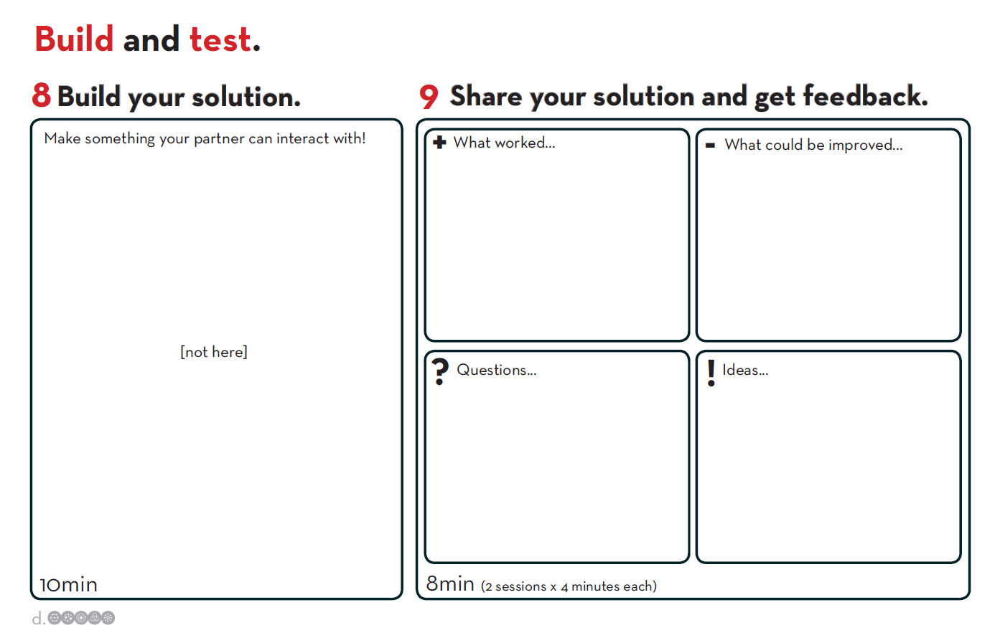 Build and test.
8 Build your solution.
Make something your partner can interact with!
[not here]
10min
9 Share your solution and get feedback.
+ What worked...
- What could be improved...
? Questions...
! Ideas...
8min (2 sessions x 4 minutes each)
d.